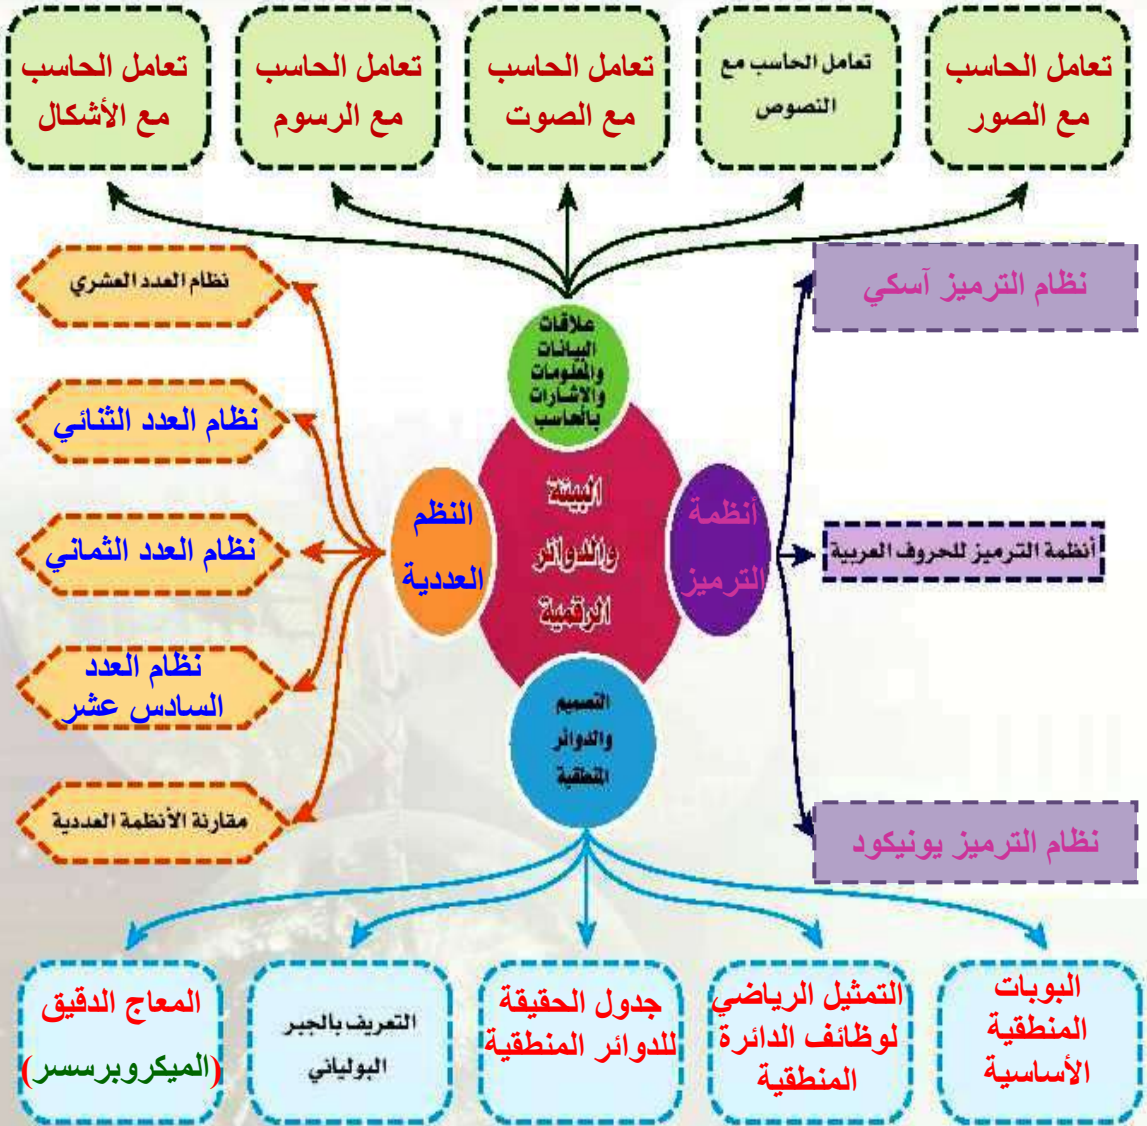 تعامل الحاسب
مع الصور
تعامل الحاسب مع
النصوص
تعامل الحاسب
مع الصوت
تعامل الحاسب
مع الرسوم
تعامل الحاسب
مع الأشكال
علاقات
البيانات
والمعلومات
والاشارات
بالحاسب
نظام الترميز آسكي
أنظمة الترميز للحروف العربية
نظام الترميز يونيكود
أنظمة
الترميز
البيئة
والدوائر
الرقمية
النظم
العددية
نظام العدد العشري
نظام العدد الثنائي
نظام العدد الثماني
نظام العدد
السادس عشر
مقارنة الأنظمة العددية
التصميم
والدوائر
المنطقية
البوبات
المنطقية
الأساسية
التمثيل الرياضي
لوظائف الدائرة
المنطقية
جدول الحقيقة
للدوائر المنطقية
التعريف بالجبر
البولياني
المعاج الدقيق
(الميكروبرسسر)